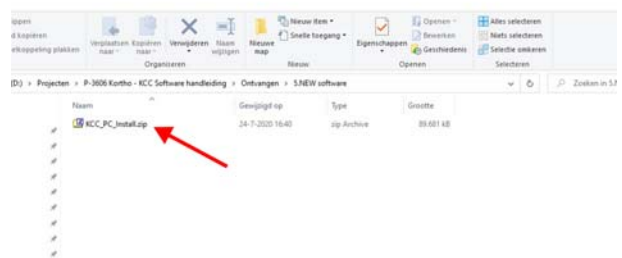 ippen
d kopiëren
elkoppeling plakken
Verplaatsen naar
Kopiëren naar
Verwijderen
Naam wijzigen
Organiseren
Nieuwe map
Nieuw item
Snelle toegang
Nieuw
Eigenschappen
Openen
Bewerken
Geschiedenis
Openen
Alles selecteren
Niets selecteren
Selectie omkeren
Selecteren
(D:) › Projecten › P-3606 Kortho - KCC Software handleiding › Ontvangen › 5.NEW software
Zoeken in 5.N
Naam Gewijzigd op Type Grootte
KCC_PC_Install.zip 24-7-2020 16:40 zip Archive 89.681 kB